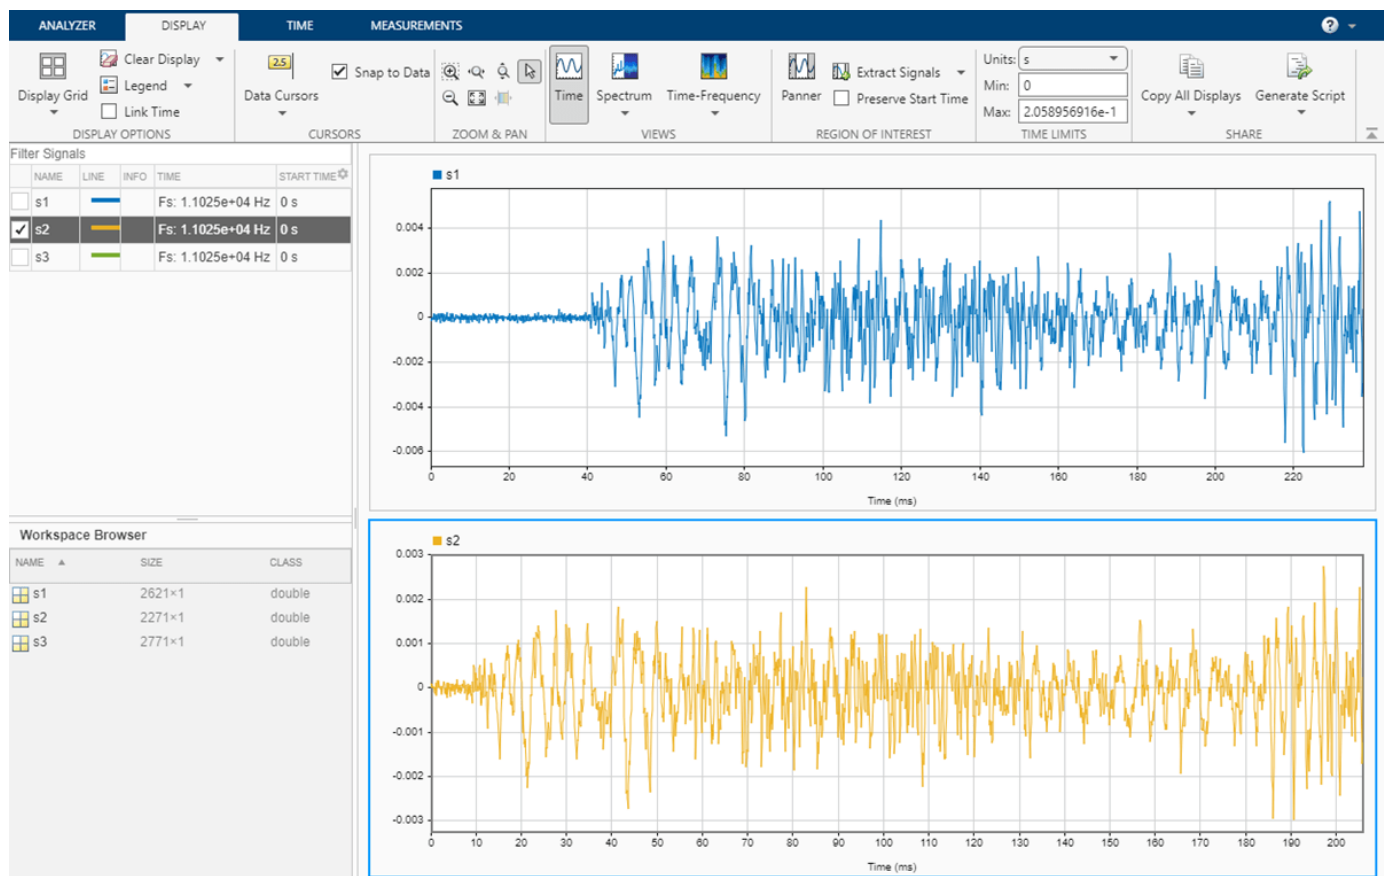 ANALYZER DISPLAY TIME MEASUREMENTS ?
Display Grid
Clear Display
Legend
Link Time
DISPLAY OPTIONS
2.5
Data Cursors
Snap to Data
CURSORS
ZOOM & PAN
Time
Spectrum
Time-Frequency
VIEWS
Panner
Extract Signals
Preserve Start Time
REGION OF INTEREST
Units: s
Min: 0
Max: 2.058956916e-1
TIME LIMITS
Copy All Displays
Generate Script
SHARE
Filter Signals
NAME LINE INFO TIME START TIME
s1 Fs: 1.1025e+04 Hz 0 s
s2 Fs: 1.1025e+04 Hz 0 s
s3 Fs: 1.1025e+04 Hz 0 s
Workspace Browser
NAME SIZE CLASS
s1 2621×1 double
s2 2271×1 double
s3 2771×1 double
s1
0.004
0.002
0
-0.002
-0.004
-0.006
0 20 40 60 80 100 120 140 160 180 200 220
Time (ms)
s2
0.003
0.002
0.001
0
-0.001
-0.002
-0.003
0 10 20 30 40 50 60 70 80 90 100 110 120 130 140 150 160 170 180 190 200
Time (ms)